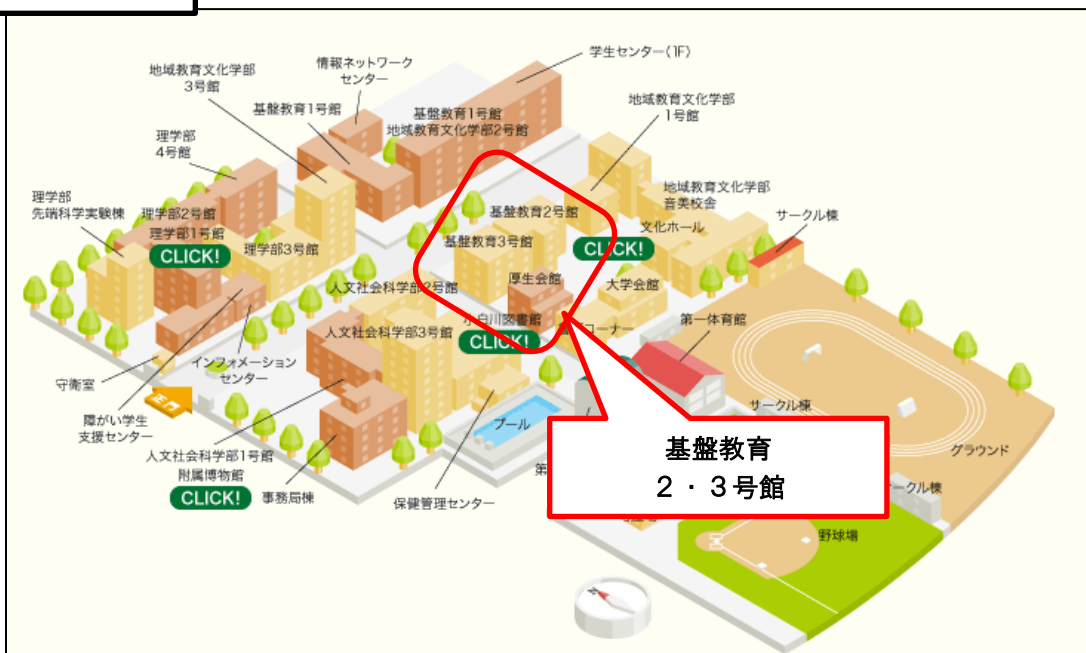 学生センター(1F)
情報ネットワーク
センター
地域教育文化学部
3号館
基盤教育1号館
基盤教育1号館
地域教育文化学部2号館
地域教育文化学部
1号館
理学部
4号館
理学部
先端科学実験棟
理学部2号館
理学部1号館
CLICK!
理学部3号館
基盤教育2号館
基盤教育3号館
地域教育文化学部
音美校舎
文化ホール
CLICK!
サークル棟
厚生会館
大学会館
人文社会科学部2号館
人文社会科学部3号館
小白川図書館
CLICK!
コーナー
第一体育館
守衛室
正門
インフォメーション
センター
障がい学生
支援センター
人文社会科学部1号館
附属博物館
CLICK!
事務局棟
保健管理センター
プール
サークル棟
グラウンド
基盤教育
2・3号館
第
ークル棟
野球場
N